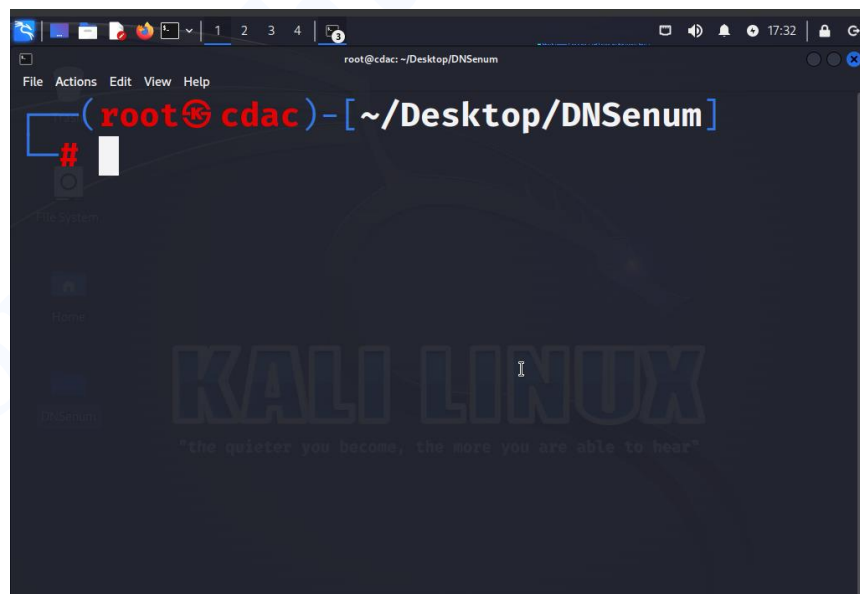 1 2 3 4 3 17:32
root@cdac: ~/Desktop/DNSenum
File Actions Edit View Help
(root㉿cdac)-[~/Desktop/DNSenum]
#
File System
Home
DNSenum
KALI LINUX
"the quieter you become, the more you are able to hear"